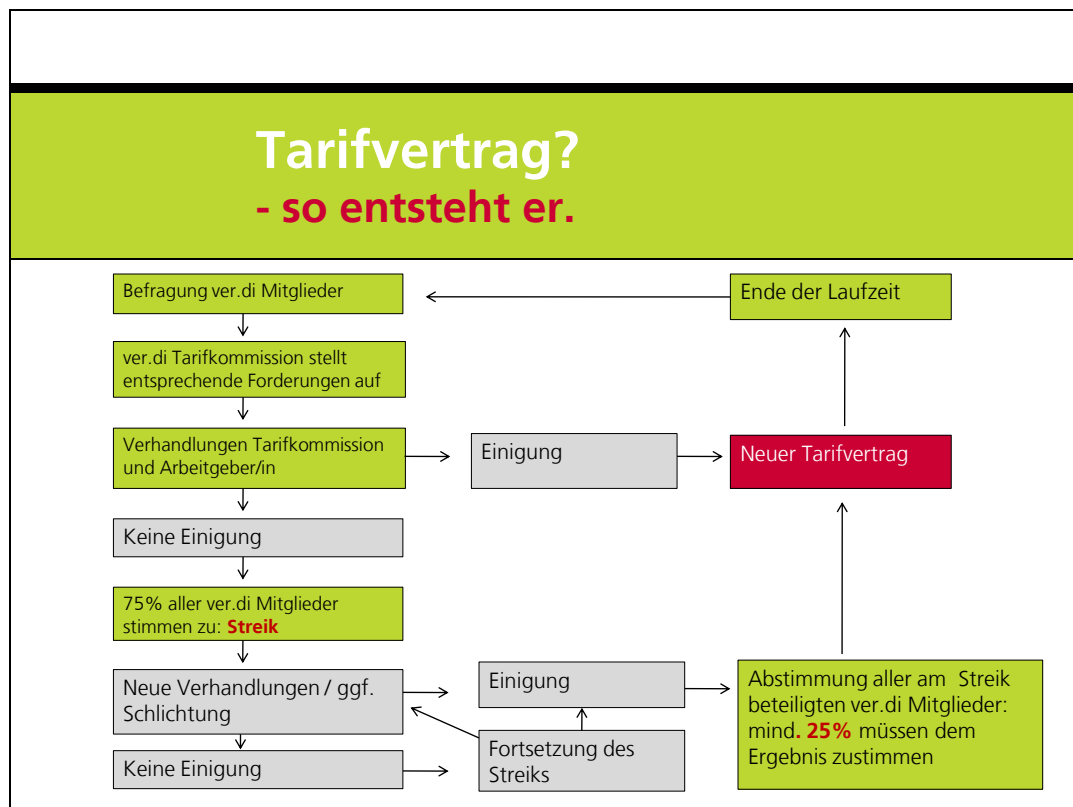 Tarifvertrag?
- so entsteht er.
Befragung ver.di Mitglieder
Ende der Laufzeit
ver.di Tarifkommission stellt
entsprechende Forderungen auf
Verhandlungen Tarifkommission
und Arbeitgeber/in
Einigung
Neuer Tarifvertrag
Keine Einigung
75% aller ver.di Mitglieder
stimmen zu: Streik
Neue Verhandlungen / ggf.
Schlichtung
Einigung
Abstimmung aller am Streik
beteiligten ver.di Mitglieder:
mind. 25% müssen dem
Ergebnis zustimmen
Keine Einigung
Fortsetzung des
Streiks